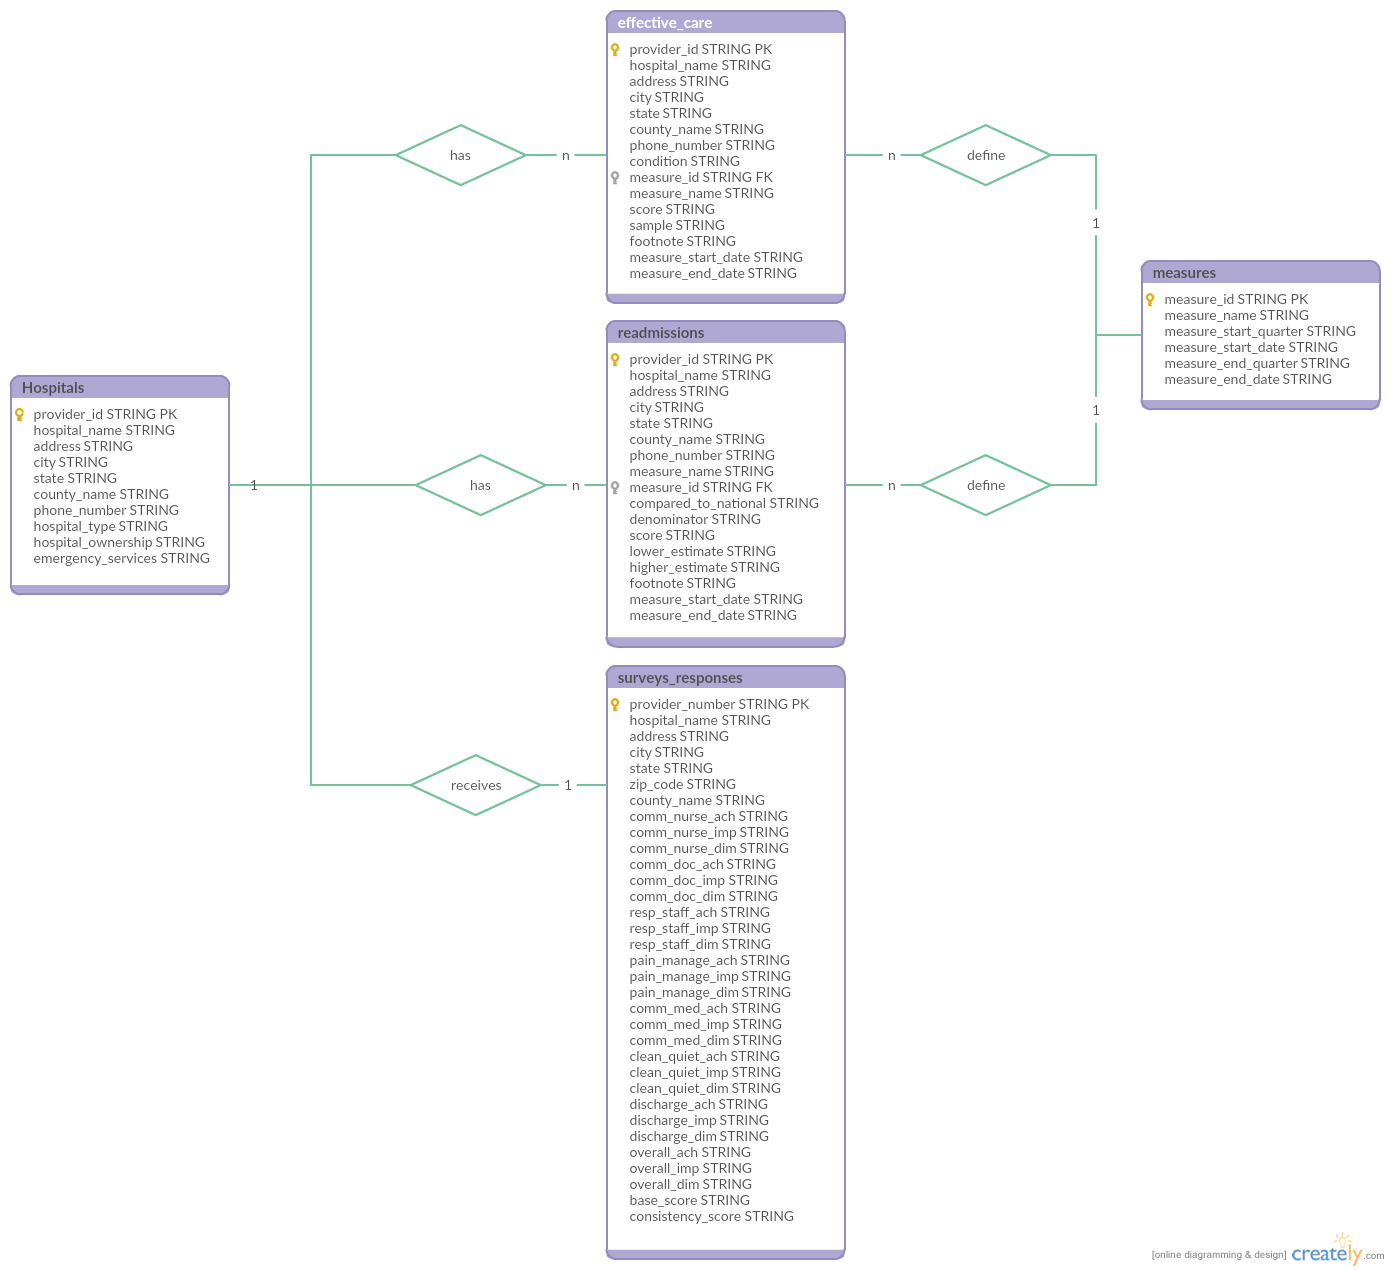 effective_care
provider_id STRING PK
hospital_name STRING
address STRING
city STRING
state STRING
county_name STRING
phone_number STRING
condition STRING
measure_id STRING FK
measure_name STRING
score STRING
sample STRING
footnote STRING
measure_start_date STRING
measure_end_date STRING
has
n
n
define
1
measures
measure_id STRING PK
measure_name STRING
measure_start_quarter STRING
measure_start_date STRING
measure_end_quarter STRING
measure_end_date STRING
1
readmissions
provider_id STRING PK
hospital_name STRING
address STRING
city STRING
state STRING
county_name STRING
phone_number STRING
measure_name STRING
measure_id STRING FK
compared_to_national STRING
denominator STRING
score STRING
lower_estimate STRING
higher_estimate STRING
footnote STRING
measure_start_date STRING
measure_end_date STRING
Hospitals
provider_id STRING PK
hospital_name STRING
address STRING
city STRING
state STRING
county_name STRING
phone_number STRING
hospital_type STRING
hospital_ownership STRING
emergency_services STRING
1
has
n
n
define
receives
1
surveys_responses
provider_number STRING PK
hospital_name STRING
address STRING
city STRING
state STRING
zip_code STRING
county_name STRING
comm_nurse_ach STRING
comm_nurse_imp STRING
comm_nurse_dim STRING
comm_doc_ach STRING
comm_doc_imp STRING
comm_doc_dim STRING
resp_staff_ach STRING
resp_staff_imp STRING
resp_staff_dim STRING
pain_manage_ach STRING
pain_manage_imp STRING
pain_manage_dim STRING
comm_med_ach STRING
comm_med_imp STRING
comm_med_dim STRING
clean_quiet_ach STRING
clean_quiet_imp STRING
clean_quiet_dim STRING
discharge_ach STRING
discharge_imp STRING
discharge_dim STRING
overall_ach STRING
overall_imp STRING
overall_dim STRING
base_score STRING
consistency_score STRING
[online diagramming & design] creately.com